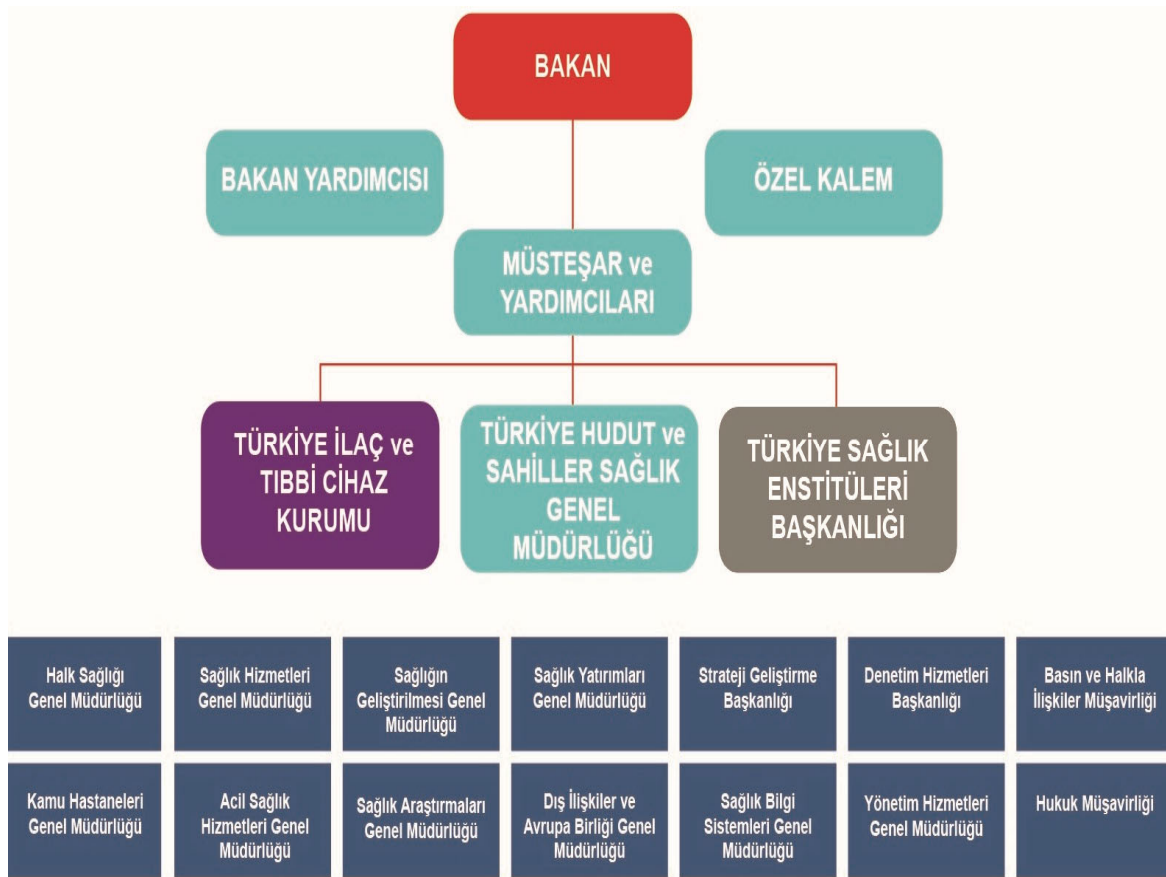 BAKAN
BAKAN YARDIMCISI
ÖZEL KALEM
MÜSTEŞAR ve
YARDIMCILARI
TÜRKİYE İLAÇ ve
TIBBİ CİHAZ
KURUMU
TÜRKİYE HUDUT ve
SAHİLLER SAĞLIK
GENEL
MÜDÜRLÜĞÜ
TÜRKİYE SAĞLIK
ENSTİTÜLERİ
BAŞKANLIĞI
Halk Sağlığı
Genel Müdürlüğü
Sağlık Hizmetleri
Genel Müdürlüğü
Sağlığın
Geliştirilmesi Genel
Müdürlüğü
Sağlık Yatırımları
Genel Müdürlüğü
Strateji Geliştirme
Başkanlığı
Denetim Hizmetleri
Başkanlığı
Basın ve Halkla
İlişkiler Müşavirliği
Kamu Hastaneleri
Genel Müdürlüğü
Acil Sağlık
Hizmetleri Genel
Müdürlüğü
Sağlık Araştırmaları
Genel Müdürlüğü
Dış İlişkiler ve
Avrupa Birliği Genel
Müdürlüğü
Sağlık Bilgi
Sistemleri Genel
Müdürlüğü
Yönetim Hizmetleri
Genel Müdürlüğü
Hukuk Müşavirliği